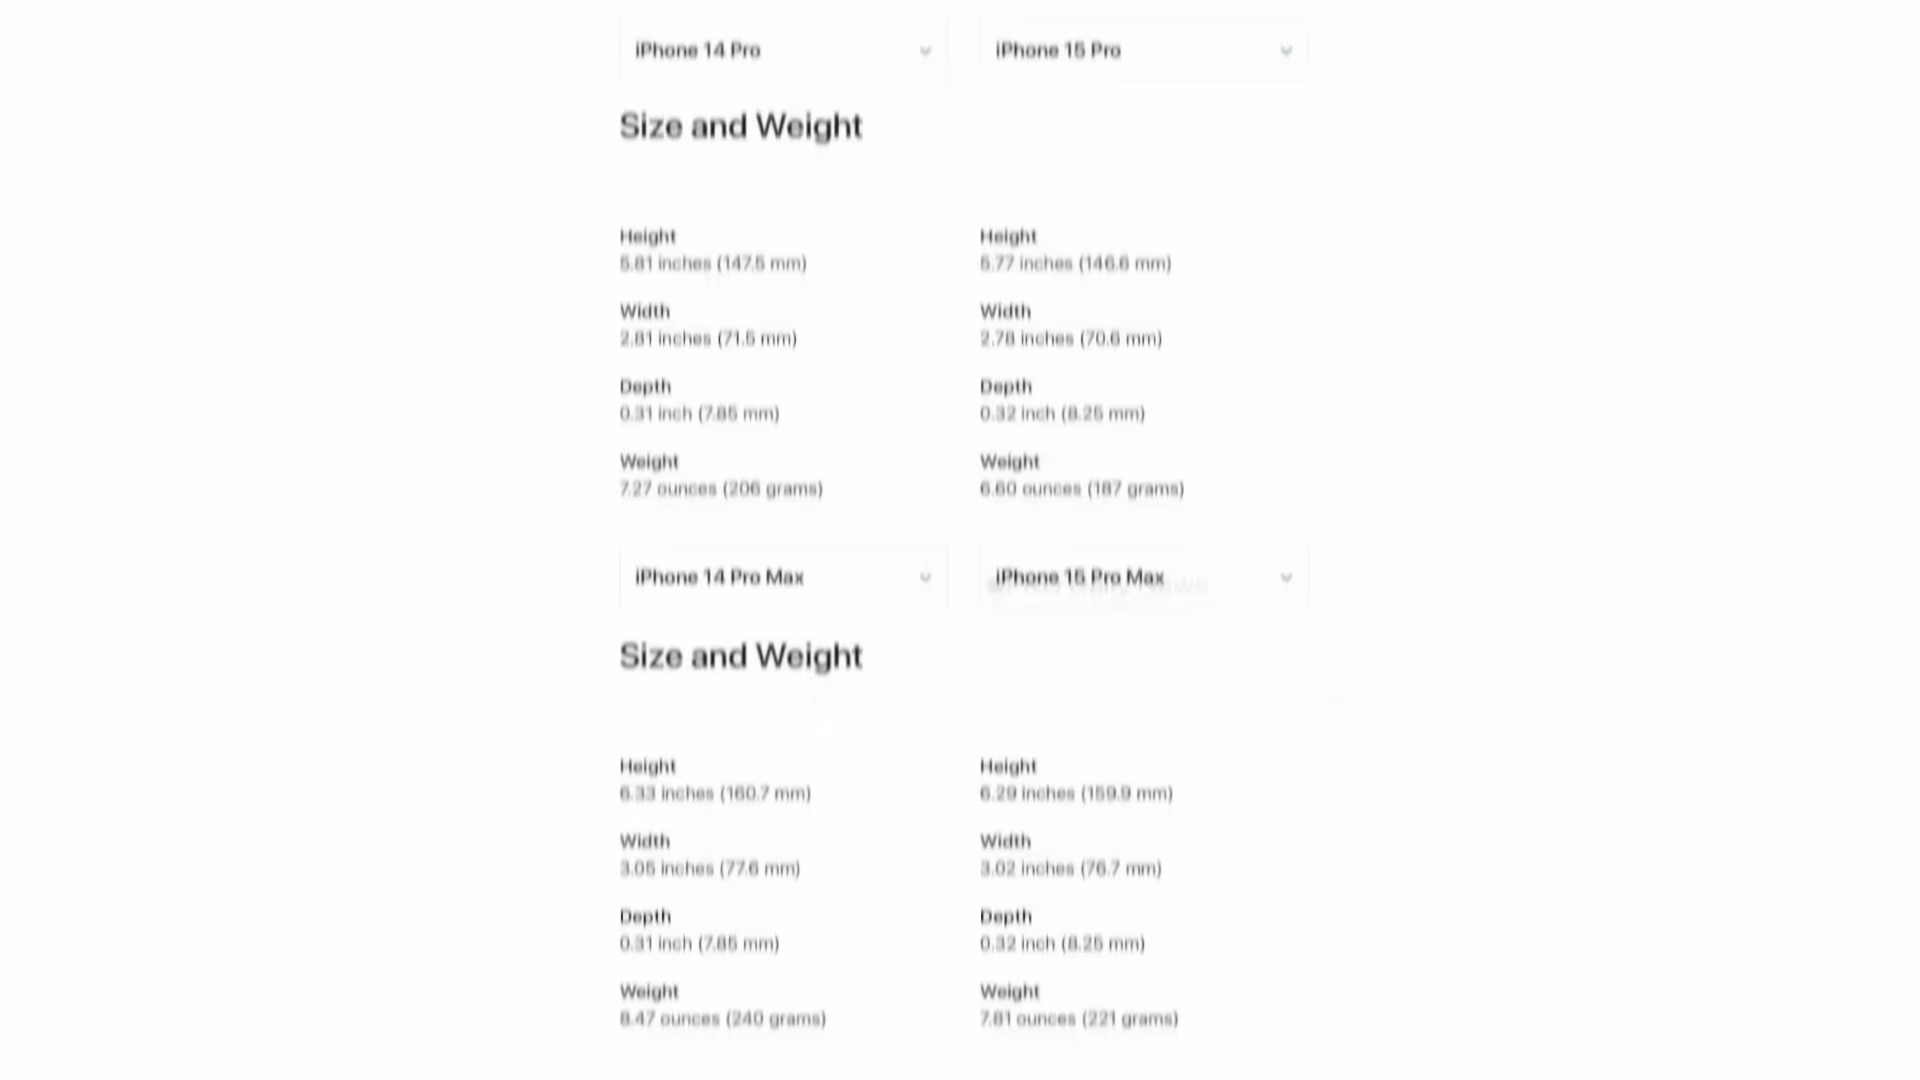 iPhone 14 Pro
iPhone 15 Pro
Size and Weight
Height
5.81 inches (147.5 mm)
Height
5.77 inches (146.6 mm)
Width
2.81 inches (71.5 mm)
Width
2.78 inches (70.6 mm)
Depth
0.31 inch (7.85 mm)
Depth
0.32 inch (8.25 mm)
Weight
7.27 ounces (206 grams)
Weight
6.60 ounces (187 grams)
iPhone 14 Pro Max
iPhone 15 Pro Max
Size and Weight
Height
6.33 inches (160.7 mm)
Height
6.29 inches (159.9 mm)
Width
3.05 inches (77.6 mm)
Width
3.02 inches (76.7 mm)
Depth
0.31 inch (7.85 mm)
Depth
0.32 inch (8.25 mm)
Weight
8.47 ounces (240 grams)
Weight
7.81 ounces (221 grams)